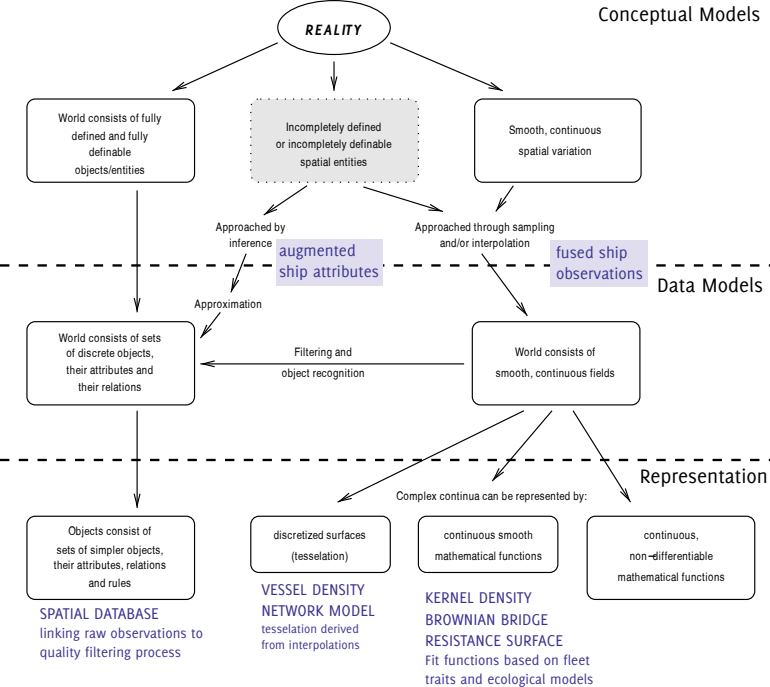 Conceptual Models
REALITY
World consists of fully
defined and fully
definable
objects/entities
Incompletely defined
or incompletely definable
spatial entities
Smooth, continuous
spatial variation
Approached by
inference
augmented
ship attributes
Approached through sampling
and/or interpolation
fused ship
observations
Data Models
Approximation
World consists of sets
of discrete objects,
their attributes and
their relations
Filtering and
object recognition
World consists of
smooth, continuous fields
Representation
Complex continua can be represented by:
Objects consist of
sets of simpler objects,
their attributes, relations
and rules
discretized surfaces
(tesselation)
continuous smooth
mathematical functions
continuous,
non-differentiable
mathematical functions
SPATIAL DATABASE
linking raw observations to
quality filtering process
VESSEL DENSITY
NETWORK MODEL
tesselation derived
from interpolations
KERNEL DENSITY
BROWNIAN BRIDGE
RESISTANCE SURFACE
Fit functions based on fleet
traits and ecological models